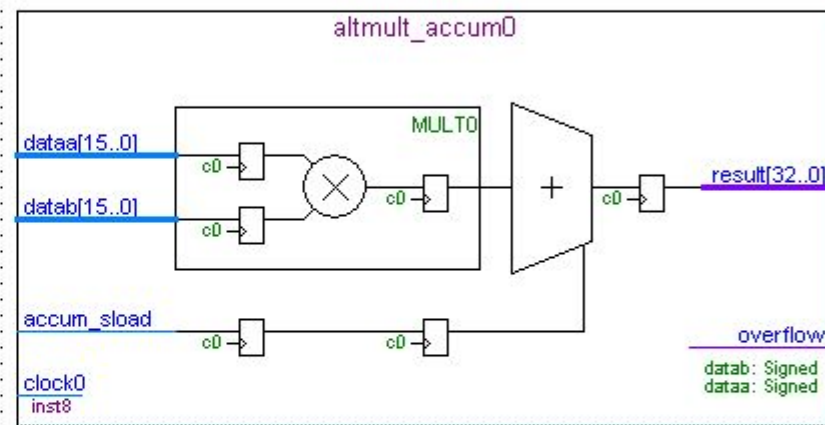 altmult_accum0
dataa[15..0]
MULT0
c0
c0
+
c0
result[32..0]
datab[15..0]
c0
accum_sload
c0
c0
overflow
datab: Signed
dataa: Signed
clock0
inst8